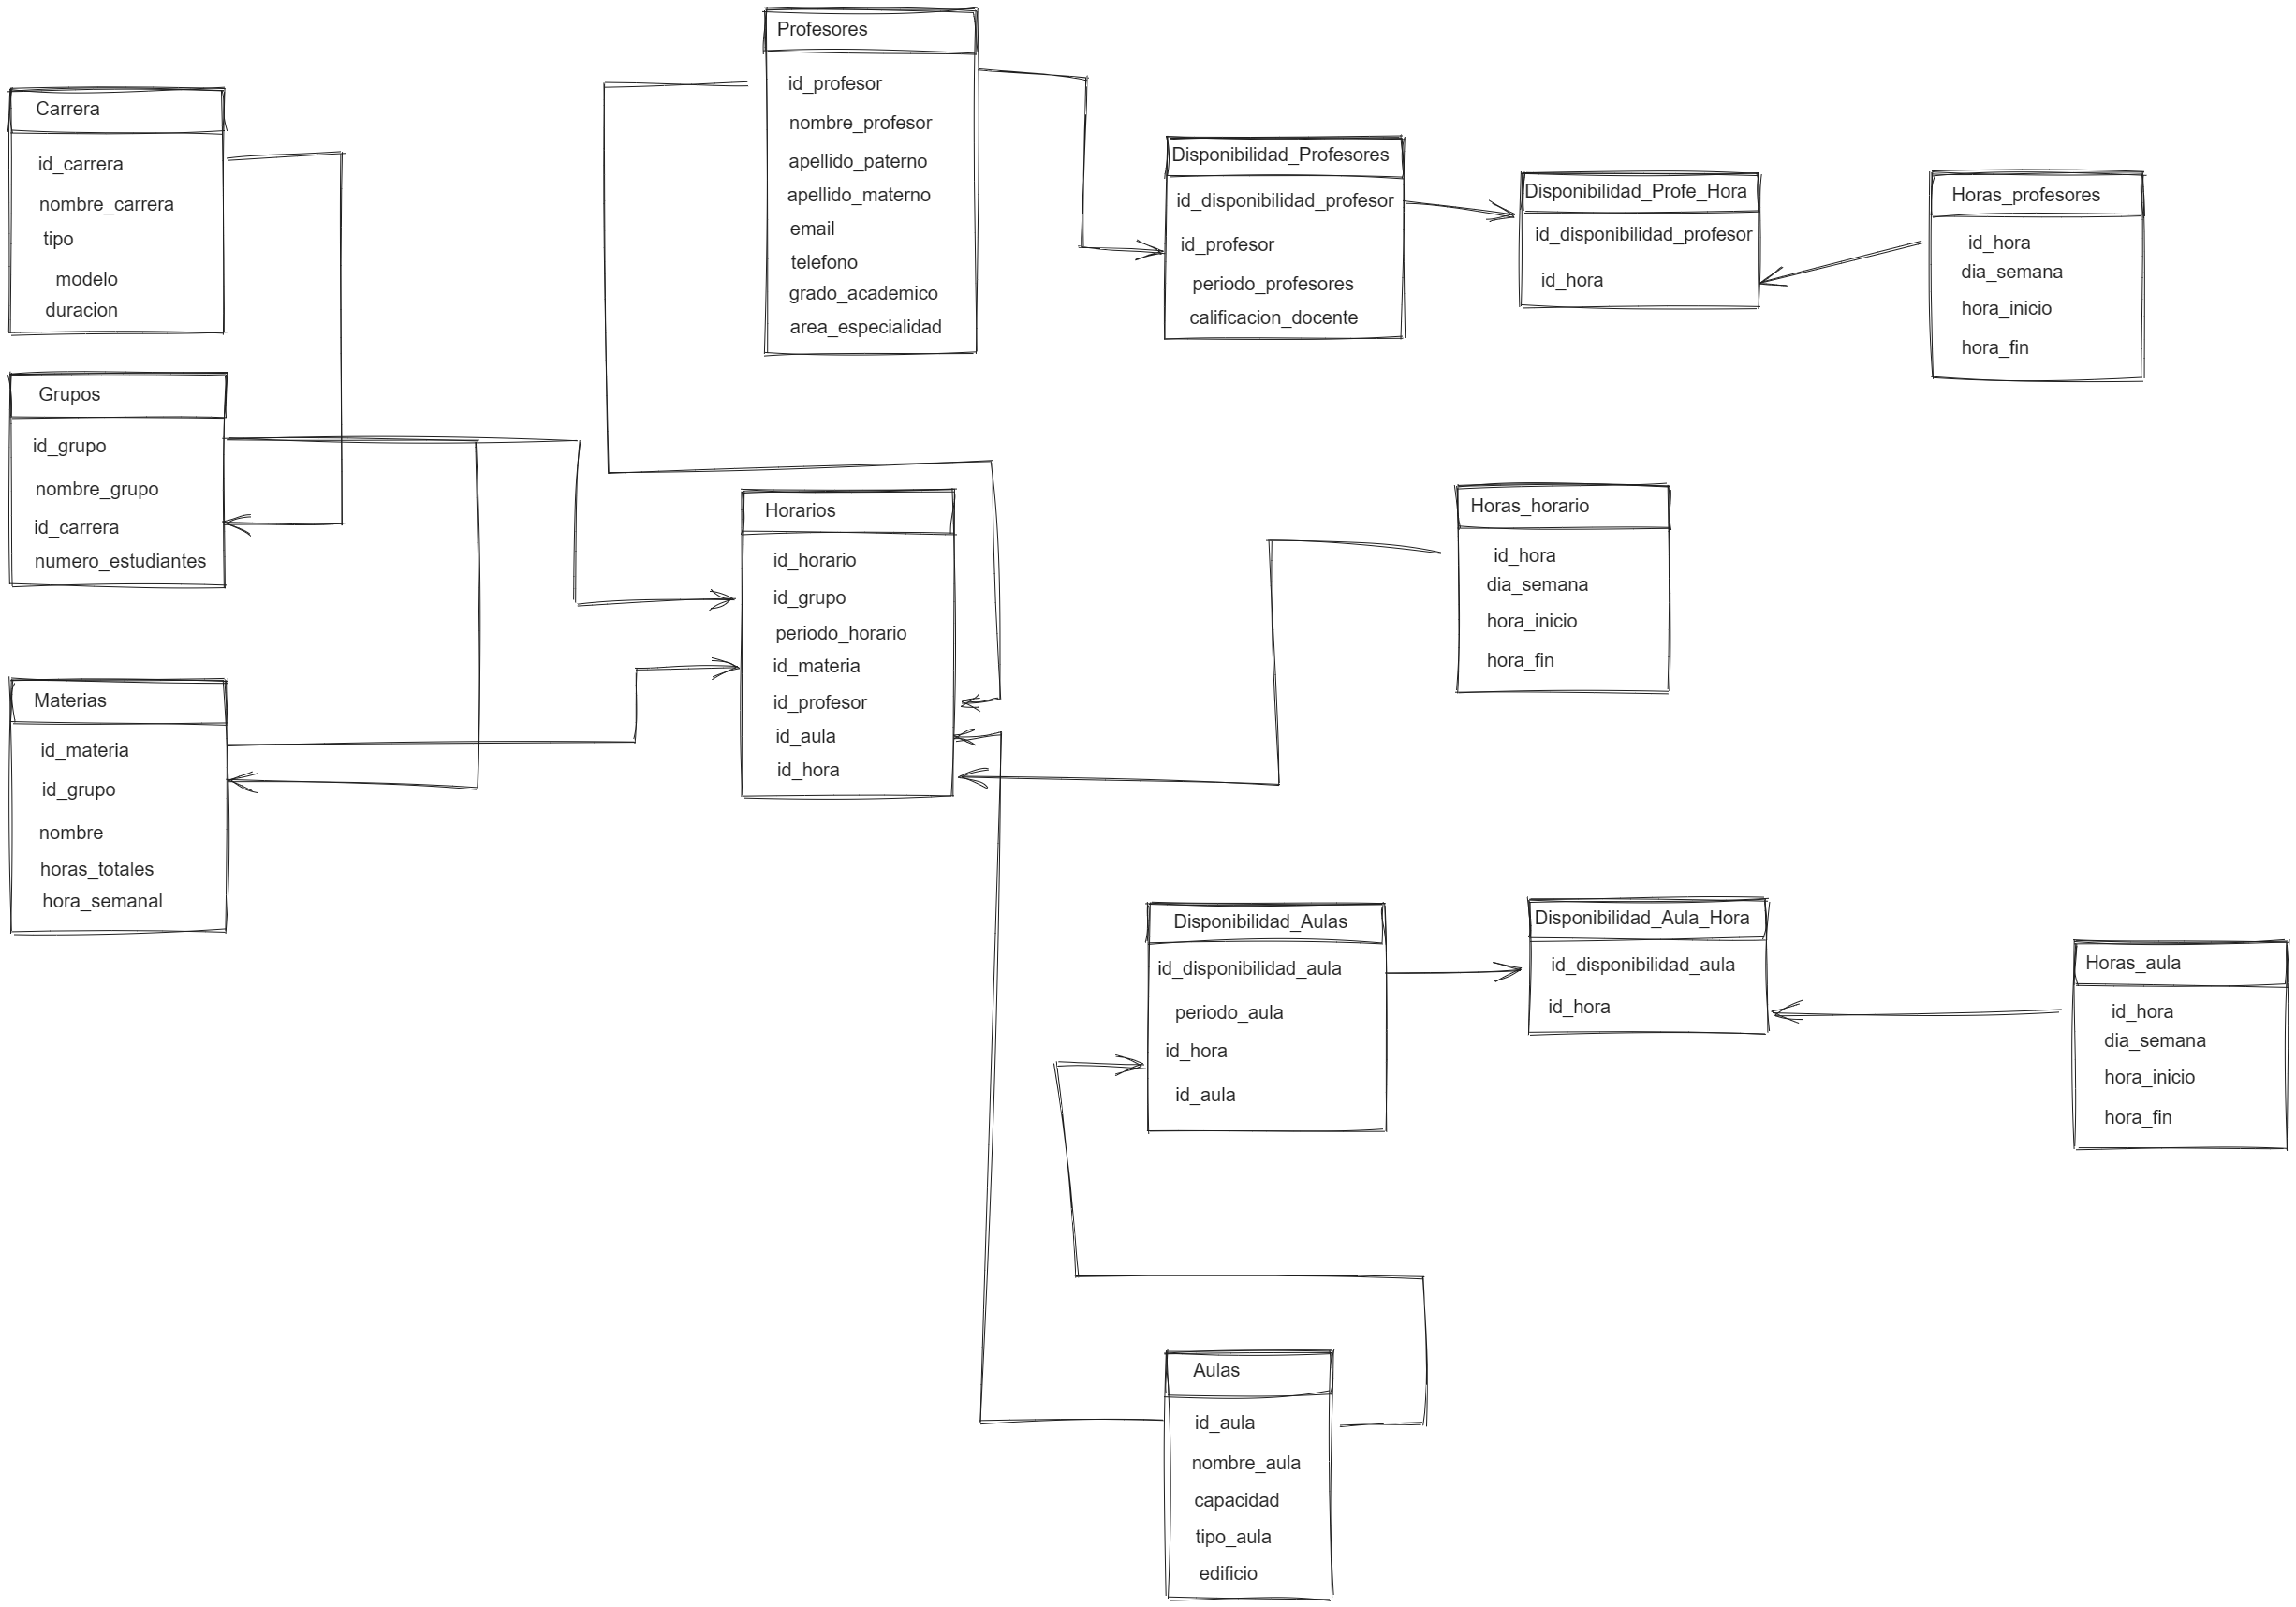 Profesores
id_profesor
nombre_profesor
apellido_paterno
apellido_materno
email
telefono
grado_academico
area_especialidad
Carrera
id_carrera
nombre_carrera
tipo
modelo
duracion
Disponibilidad_Profesores
id_disponibilidad_profesor
id_profesor
periodo_profesores
calificacion_docente
Disponibilidad_Profe_Hora
id_disponibilidad_profesor
id_hora
Horas_profesores
id_hora
dia_semana
hora_inicio
hora_fin
Grupos
id_grupo
nombre_grupo
id_carrera
numero_estudiantes
Horarios
id_horario
id_grupo
periodo_horario
id_materia
id_profesor
id_aula
id_hora
Horas_horario
id_hora
dia_semana
hora_inicio
hora_fin
Materias
id_materia
id_grupo
nombre
horas_totales
hora_semanal
Disponibilidad_Aulas
id_disponibilidad_aula
periodo_aula
id_hora
id_aula
Disponibilidad_Aula_Hora
id_disponibilidad_aula
id_hora
Horas_aula
id_hora
dia_semana
hora_inicio
hora_fin
Aulas
id_aula
nombre_aula
capacidad
tipo_aula
edificio